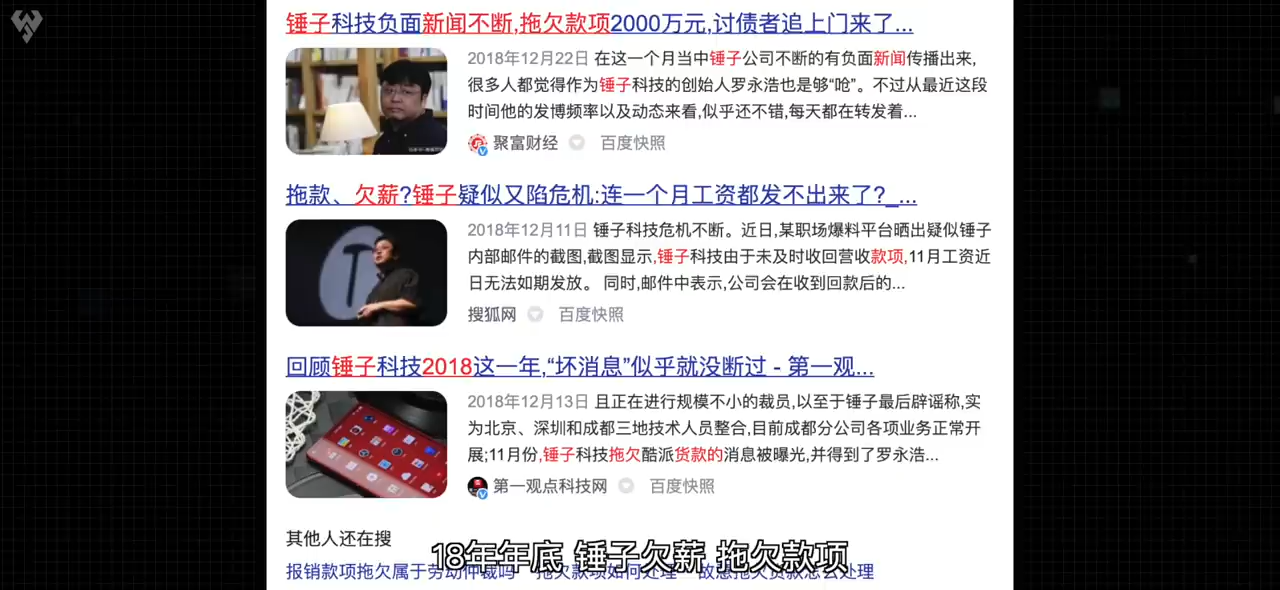 锤子科技负面新闻不断,拖欠款项2000万元,讨债者追上门来了...
2018年12月22日 在这一个月当中锤子公司不断的有负面新闻传播出来,
很多人都觉得作为锤子科技的创始人罗永浩也是够“呛”。不过从最近这段
时间他的发博频率以及动态来看,似乎还不错,每天都在转发着...
聚富财经 百度快照
拖款、欠薪?锤子疑似又陷危机:连一个月工资都发不出来了?_...
2018年12月11日 锤子科技危机不断。近日,某职场爆料平台晒出疑似锤子
内部邮件的截图,截图显示,锤子科技由于未及时收回营收款项,11月工资近
日无法如期发放。 同时,邮件中表示,公司会在收到回款后的...
搜狐网 百度快照
回顾锤子科技2018这一年,“坏消息”似乎就没断过 - 第一观...
2018年12月13日 且正在进行规模不小的裁员,以至于锤子最后辟谣称,实
为北京、深圳和成都三地技术人员整合,目前成都分公司各项业务正常开
展;11月份,锤子科技拖欠酷派货款的消息被曝光,并得到了罗永浩...
第一观点科技网 百度快照
其他人还在搜
18年年底 锤子欠薪 拖欠款项
报销款项拖欠属于劳动仲裁吗 拖欠款项如何处理 故意拖欠货款怎么处理